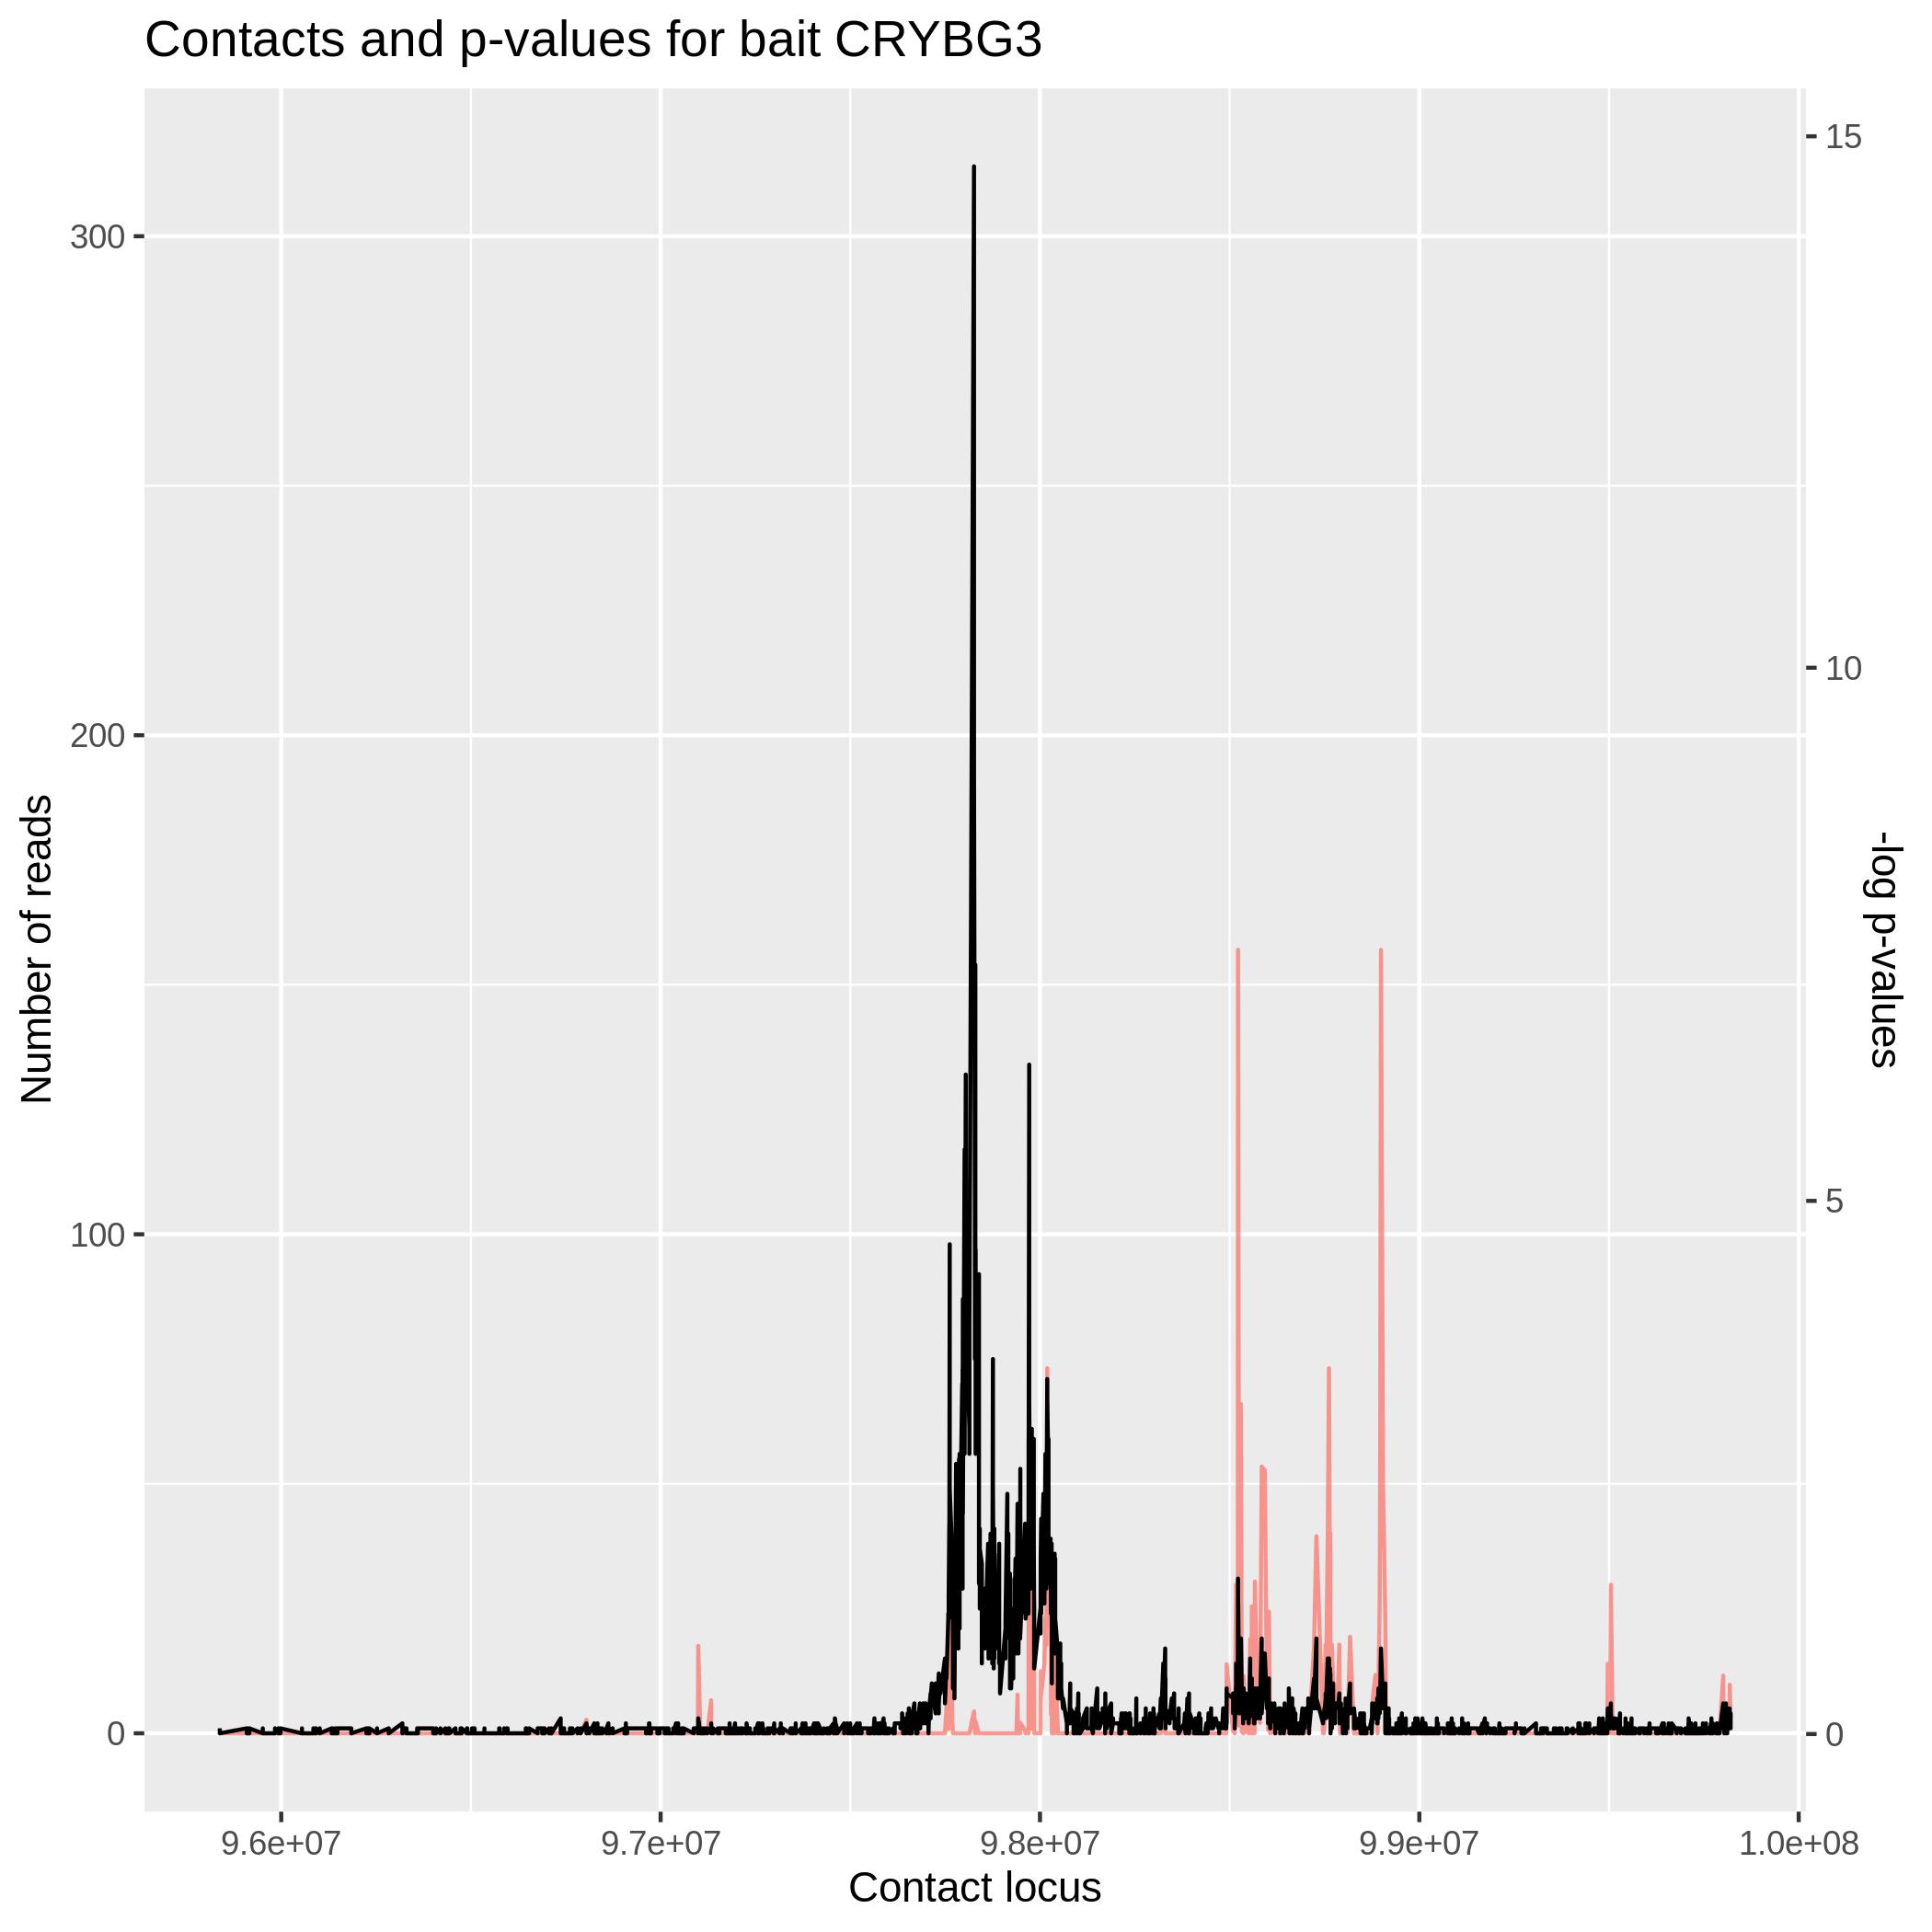 Contacts and p-values for bait CRYBG3
Number of reads
300
200
100
0
15
10
5
0
-log p-values
9.6e+07
9.7e+07
9.8e+07
9.9e+07
1.0e+08
Contact locus